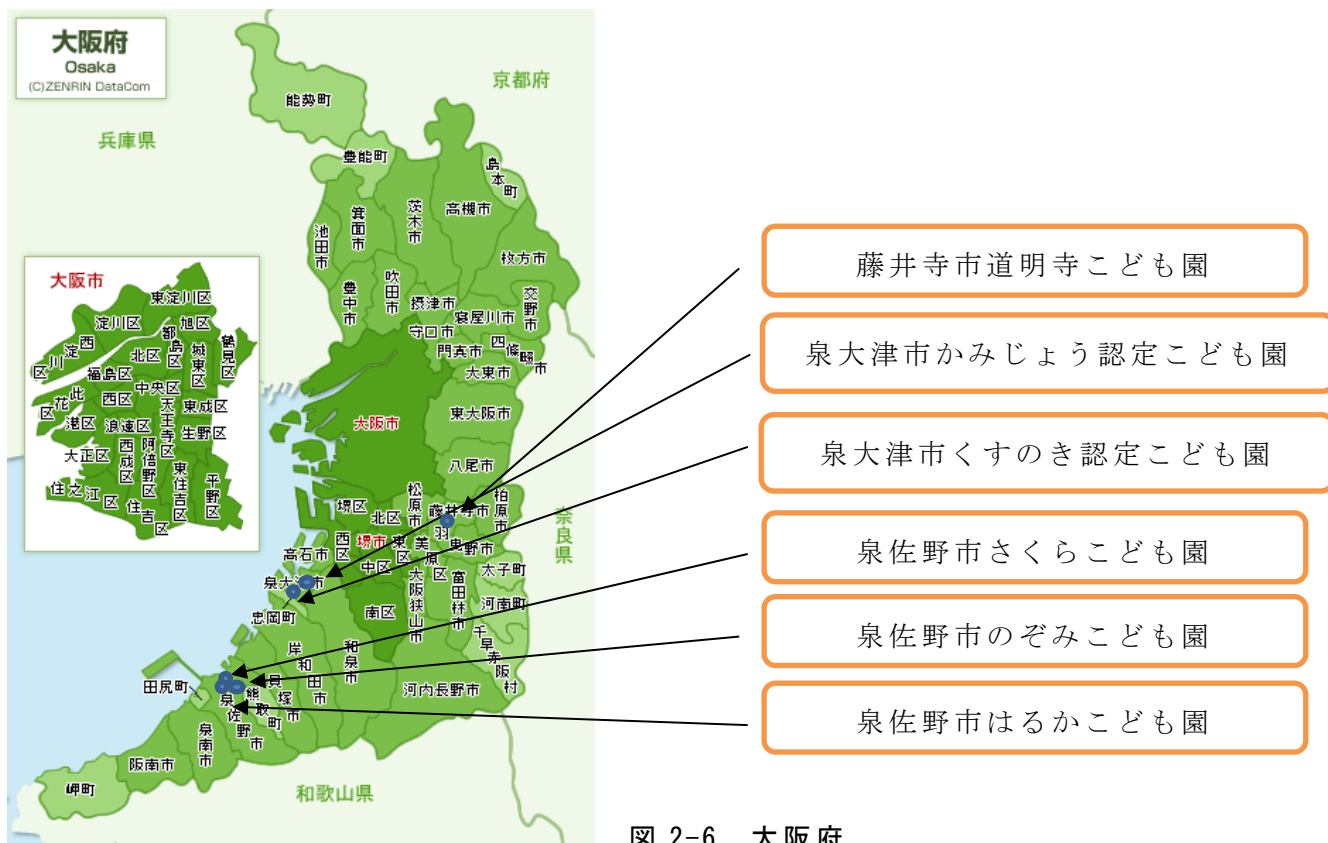 大阪府
Osaka
(C)ZENRIN DataCom
京都府
兵庫県
能勢町
豊能町
島本町
高槻市
茨木市
箕面市
池田市
枚方市
吹田市
豊中市
交野市
摂津市
寝屋川市
守口市
四條畷市
門真市
大東市
東大阪市
大阪市
八尾市
大阪市
東淀川区
淀川区
旭区
鶴見区
都島区
西淀川区
北区
城東区
福島区
中央区
此花区
西区
天王寺区
東成区
港区
浪速区
生野区
大正区
西成区
阿倍野区
東住吉区
平野区
住之江区
住吉区
松原市
柏原市
藤井寺市
堺区
北区
羽曳野市
奈良県
西区
堺市
東区
美原区
高石市
中区
太子町
泉大津市
大阪狭山市
富田林市
河南町
忠岡町
南区
千早赤阪村
岸和田市
和泉市
貝塚市
河内長野市
田尻町
熊取町
泉佐野市
泉南市
阪南市
岬町
和歌山県
藤井寺市道明寺こども園
泉大津市かみじょう認定こども園
泉大津市くすのき認定こども園
泉佐野市さくらこども園
泉佐野市のぞみこども園
泉佐野市はるかこども園
図 2-6 大阪府